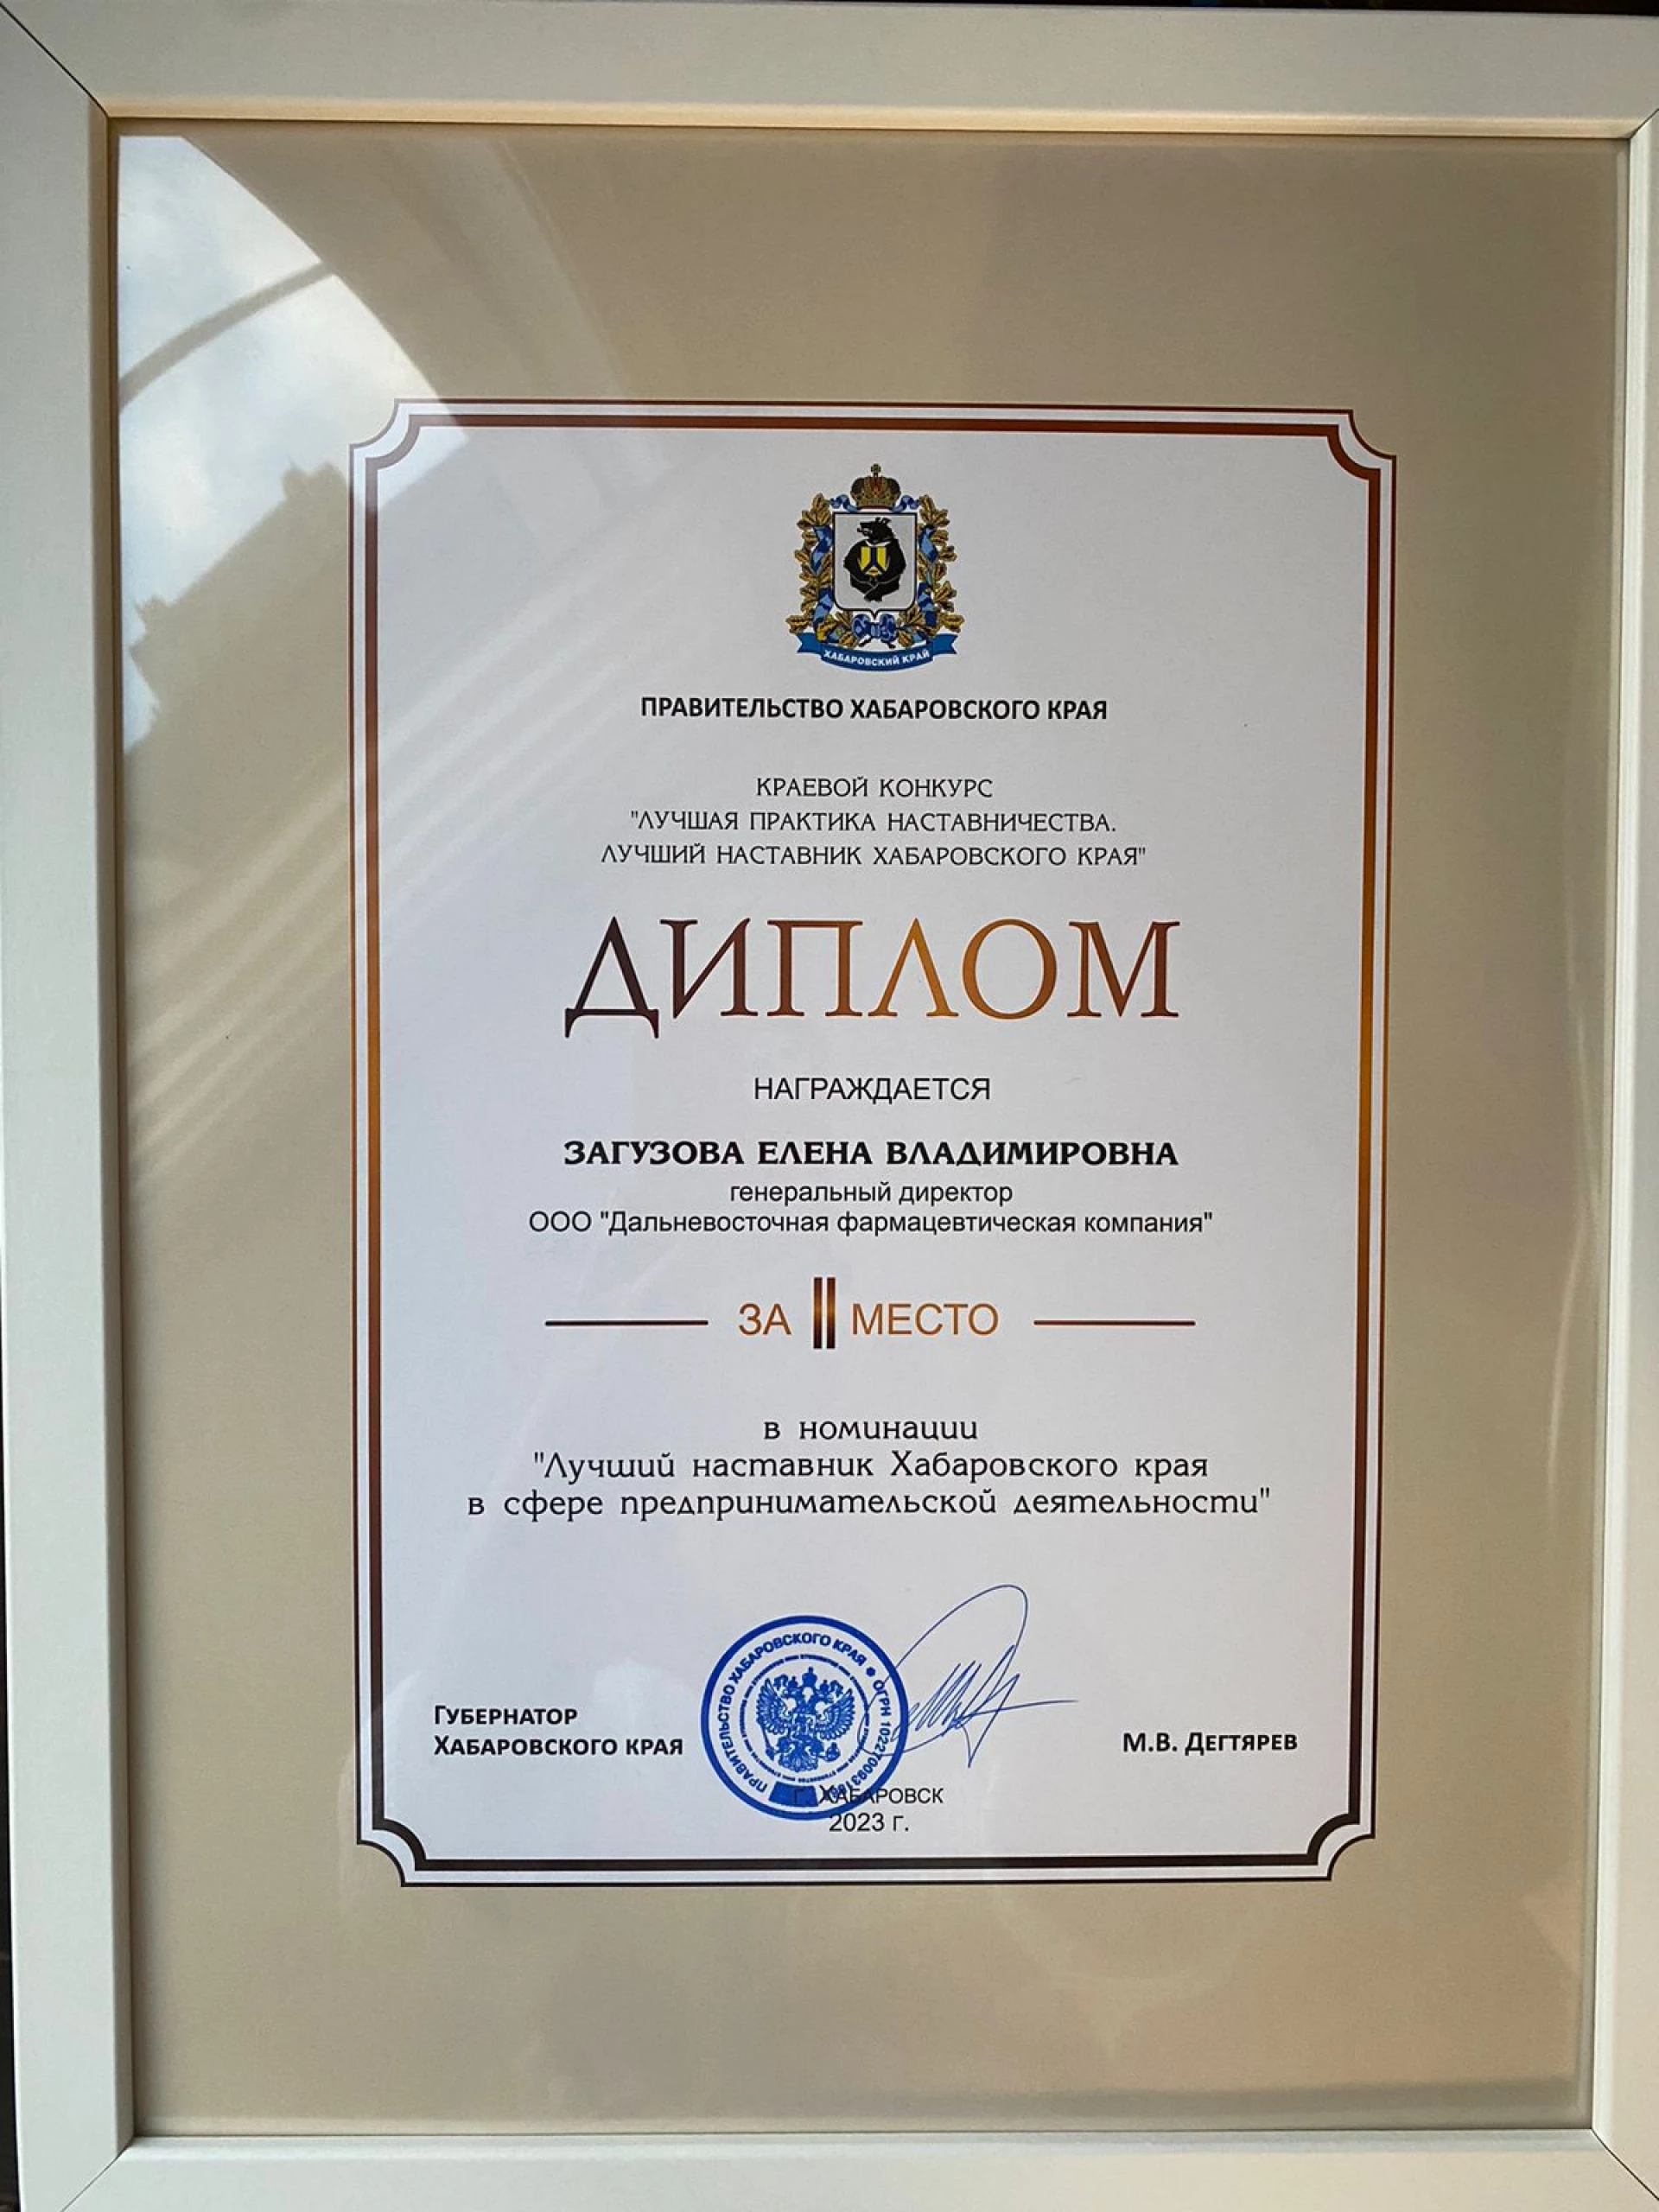 ХАБАРОВСКИЙ КРАЙ
ПРАВИТЕЛЬСТВО ХАБАРОВСКОГО КРАЯ
КРАЕВОЙ КОНКУРС
"ЛУЧШАЯ ПРАКТИКА НАСТАВНИЧЕСТВА.
ЛУЧШИЙ НАСТАВНИК ХАБАРОВСКОГО КРАЯ"
ДИПЛОМ
НАГРАЖДАЕТСЯ
ЗАГУЗОВА ЕЛЕНА ВЛАДИМИРОВНА
генеральный директор
ООО "Дальневосточная фармацевтическая компания"
ЗА II МЕСТО
в номинации
"Лучший наставник Хабаровского края
в сфере предпринимательской деятельности"
ГУБЕРНАТОР
ХАБАРОВСКОГО КРАЯ
ПРАВИТЕЛЬСТВО ХАБАРОВСКОГО КРАЯ • ОГРН
М.В. ДЕГТЯРЕВ
Г. ХАБАРОВСК
2023 г.